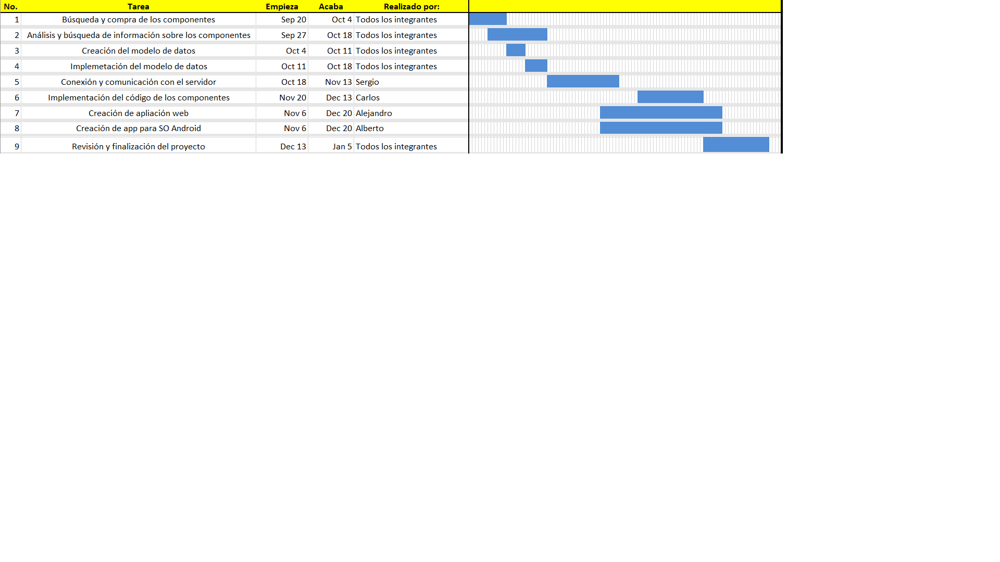 No. Tarea Empieza Acaba Realizado por:
1 Búsqueda y compra de los componentes Sep 20 Oct 4 Todos los integrantes
2 Análisis y búsqueda de información sobre los componentes Sep 27 Oct 18 Todos los integrantes
3 Creación del modelo de datos Oct 4 Oct 11 Todos los integrantes
4 Implemetación del modelo de datos Oct 11 Oct 18 Todos los integrantes
5 Conexión y comunicación con el servidor Oct 18 Nov 13 Sergio
6 Implementación del código de los componentes Nov 20 Dec 13 Carlos
7 Creación de apliación web Nov 6 Dec 20 Alejandro
8 Creación de app para SO Android Nov 6 Dec 20 Alberto
9 Revisión y finalización del proyecto Dec 13 Jan 5 Todos los integrantes